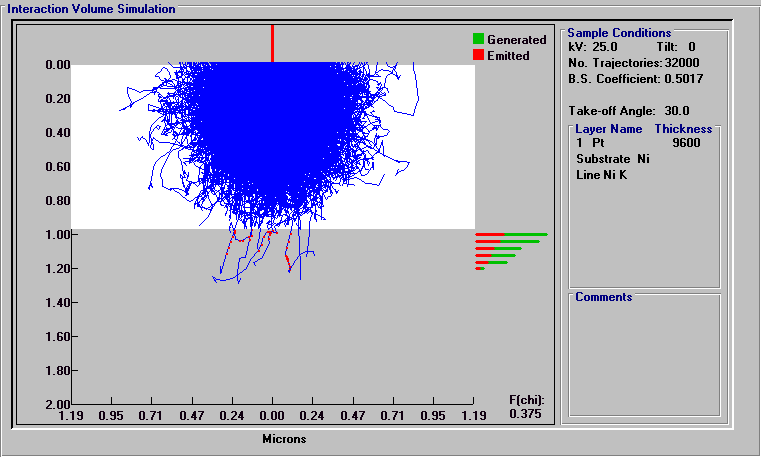 Interaction Volume Simulation
Generated
Emitted
0.00
0.20
0.40
0.60
0.80
1.00
1.20
1.40
1.60
1.80
2.00
1.19 0.95 0.71 0.47 0.24 0.00 0.24 0.47 0.71 0.95 1.19
Microns
F(chi):
0.375
Sample Conditions
kV: 25.0 Tilt: 0
No. Trajectories: 32000
B.S. Coefficient: 0.5017
Take-off Angle: 30.0
Layer Name Thickness
1 Pt 9600
Substrate Ni
Line Ni K
Comments